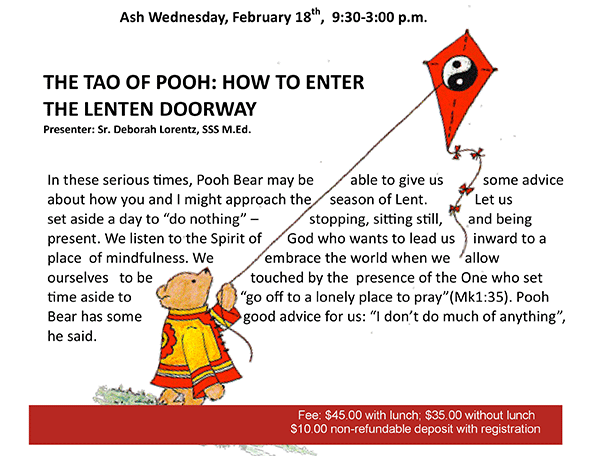 Ash Wednesday, February 18th, 9:30-3:00 p.m.
THE TAO OF POOH: HOW TO ENTER
THE LENTEN DOORWAY
Presenter: Sr. Deborah Lorentz, SSS M.Ed.
In these serious times, Pooh Bear may be able to give us some advice
about how you and I might approach the season of Lent. Let us
set aside a day to “do nothing” – stopping, sitting still, and being
present. We listen to the Spirit of God who wants to lead us inward to a
place of mindfulness. We embrace the world when we allow
ourselves to be touched by the presence of the One who set
time aside to “go off to a lonely place to pray”(Mk1:35). Pooh
Bear has some good advice for us: “I don’t do much of anything”,
he said.
Fee: $45.00 with lunch; $35.00 without lunch
$10.00 non-refundable deposit with registration